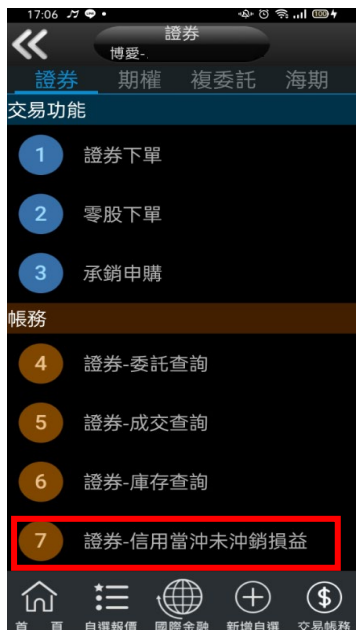 17:06
證券
博愛-
證券 期權 複委託 海期
交易功能
1 證券下單
2 零股下單
3 承銷申購
帳務
4 證券-委託查詢
5 證券-成交查詢
6 證券-庫存查詢
7 證券-信用當沖未沖銷損益
首 頁 自選報價 國際金融 新增自選 交易帳務